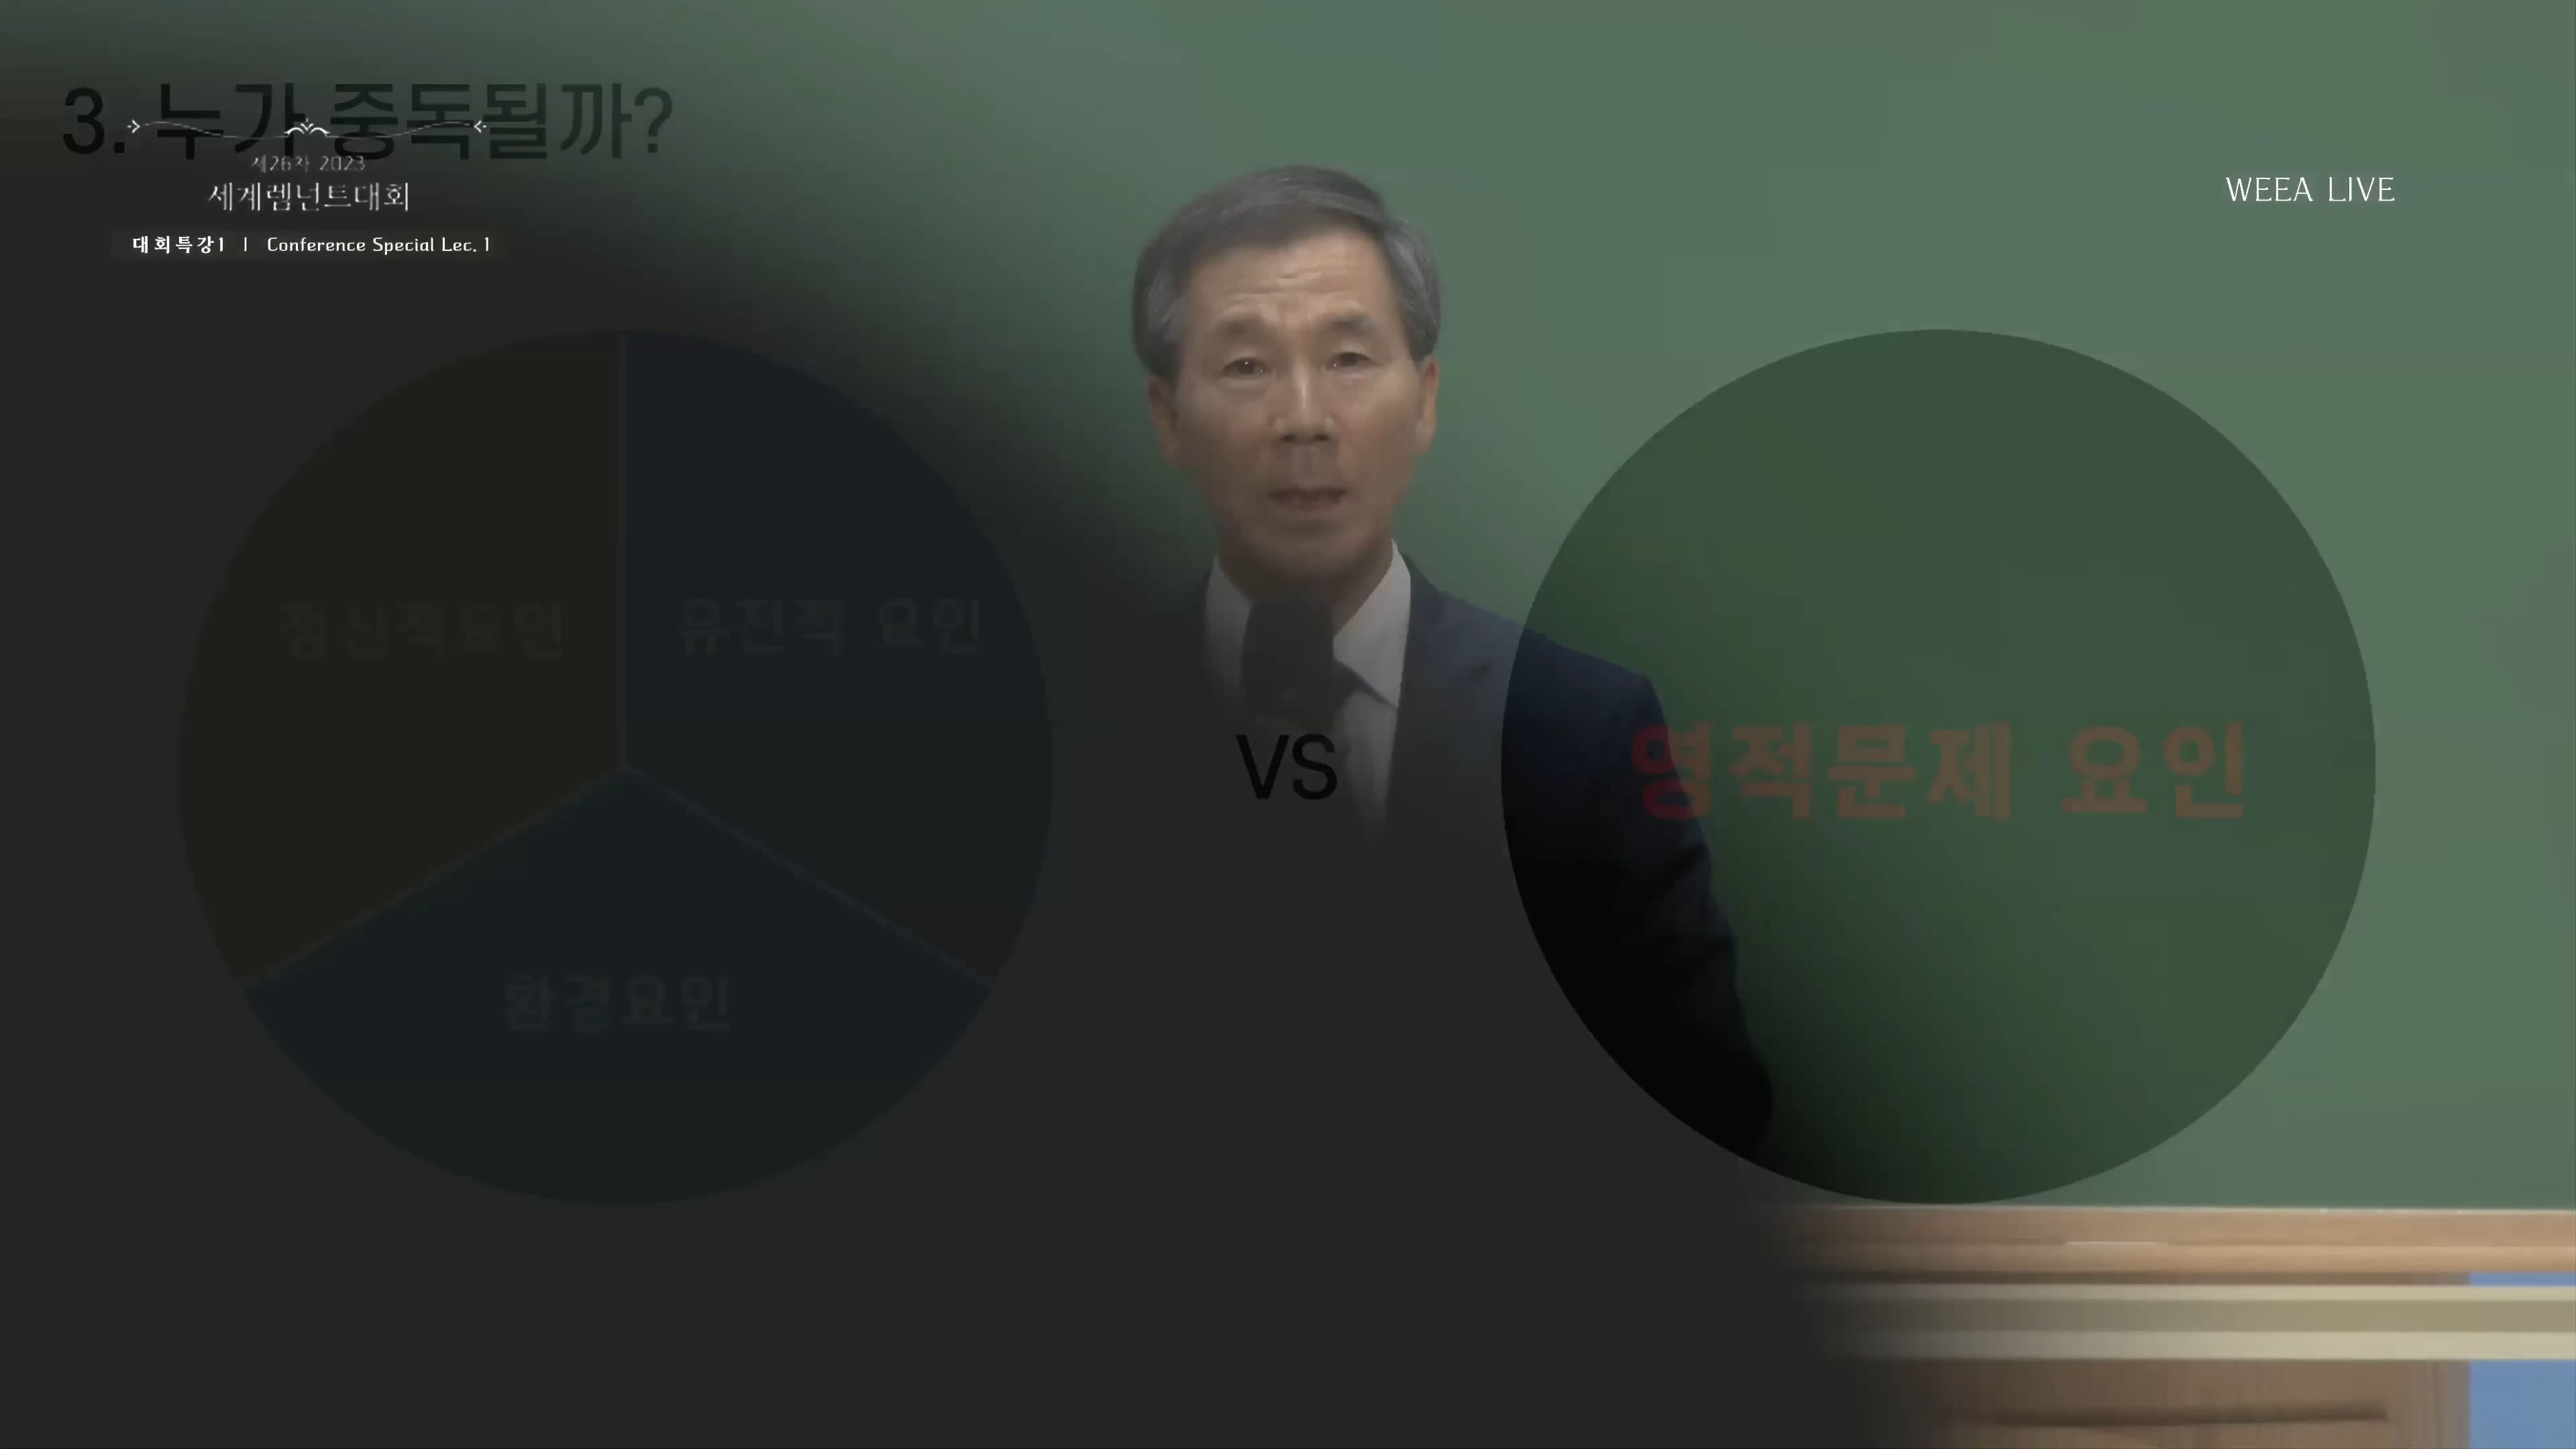 3. 누가 중독될까?
제26차 2023
세계렘넌트대회
대회특강1 | Conference Special Lec. 1
WEEA LIVE
점신적요인
유전적 요인
환경요인
VS
영적문제 요인